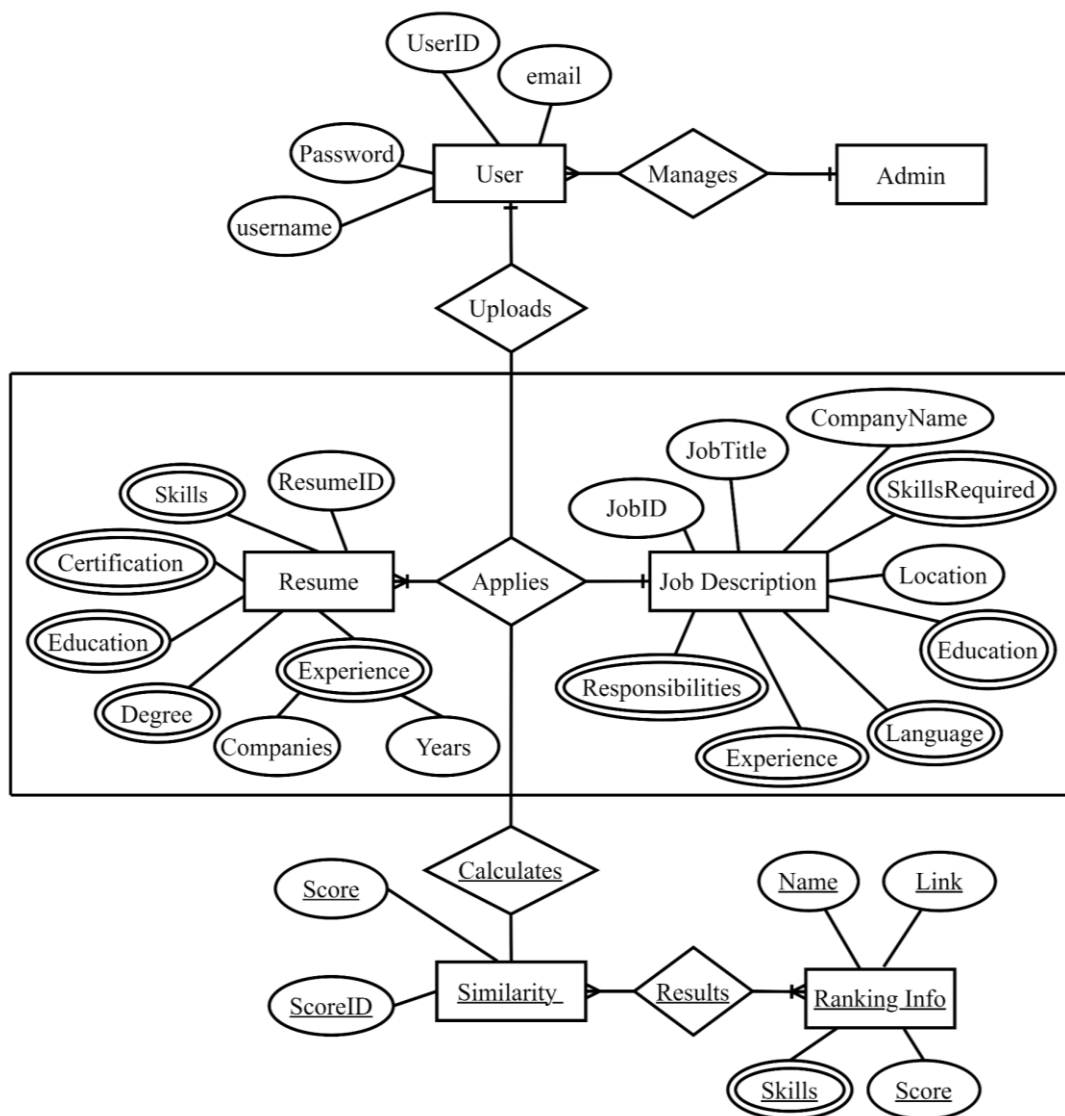 UserID
email
Password
User
Manages
Admin
username
Uploads
CompanyName
JobTitle
Skills
ResumeID
SkillsRequired
JobID
Certification
Resume
Applies
Job Description
Location
Education
Experience
Education
Responsibilities
Degree
Companies
Years
Language
Experience
Calculates
Score
Name
Link
ScoreID
Similarity
Results
Ranking Info
Skills
Score